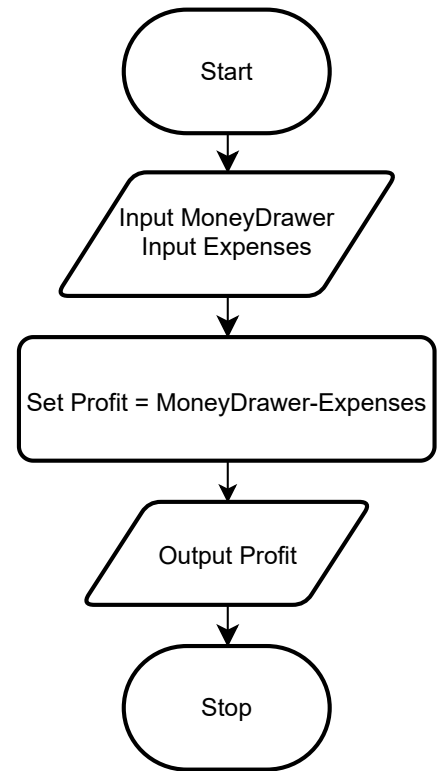 Start
Input MoneyDrawer
Input Expenses
Set Profit = MoneyDrawer-Expenses
Output Profit
Stop